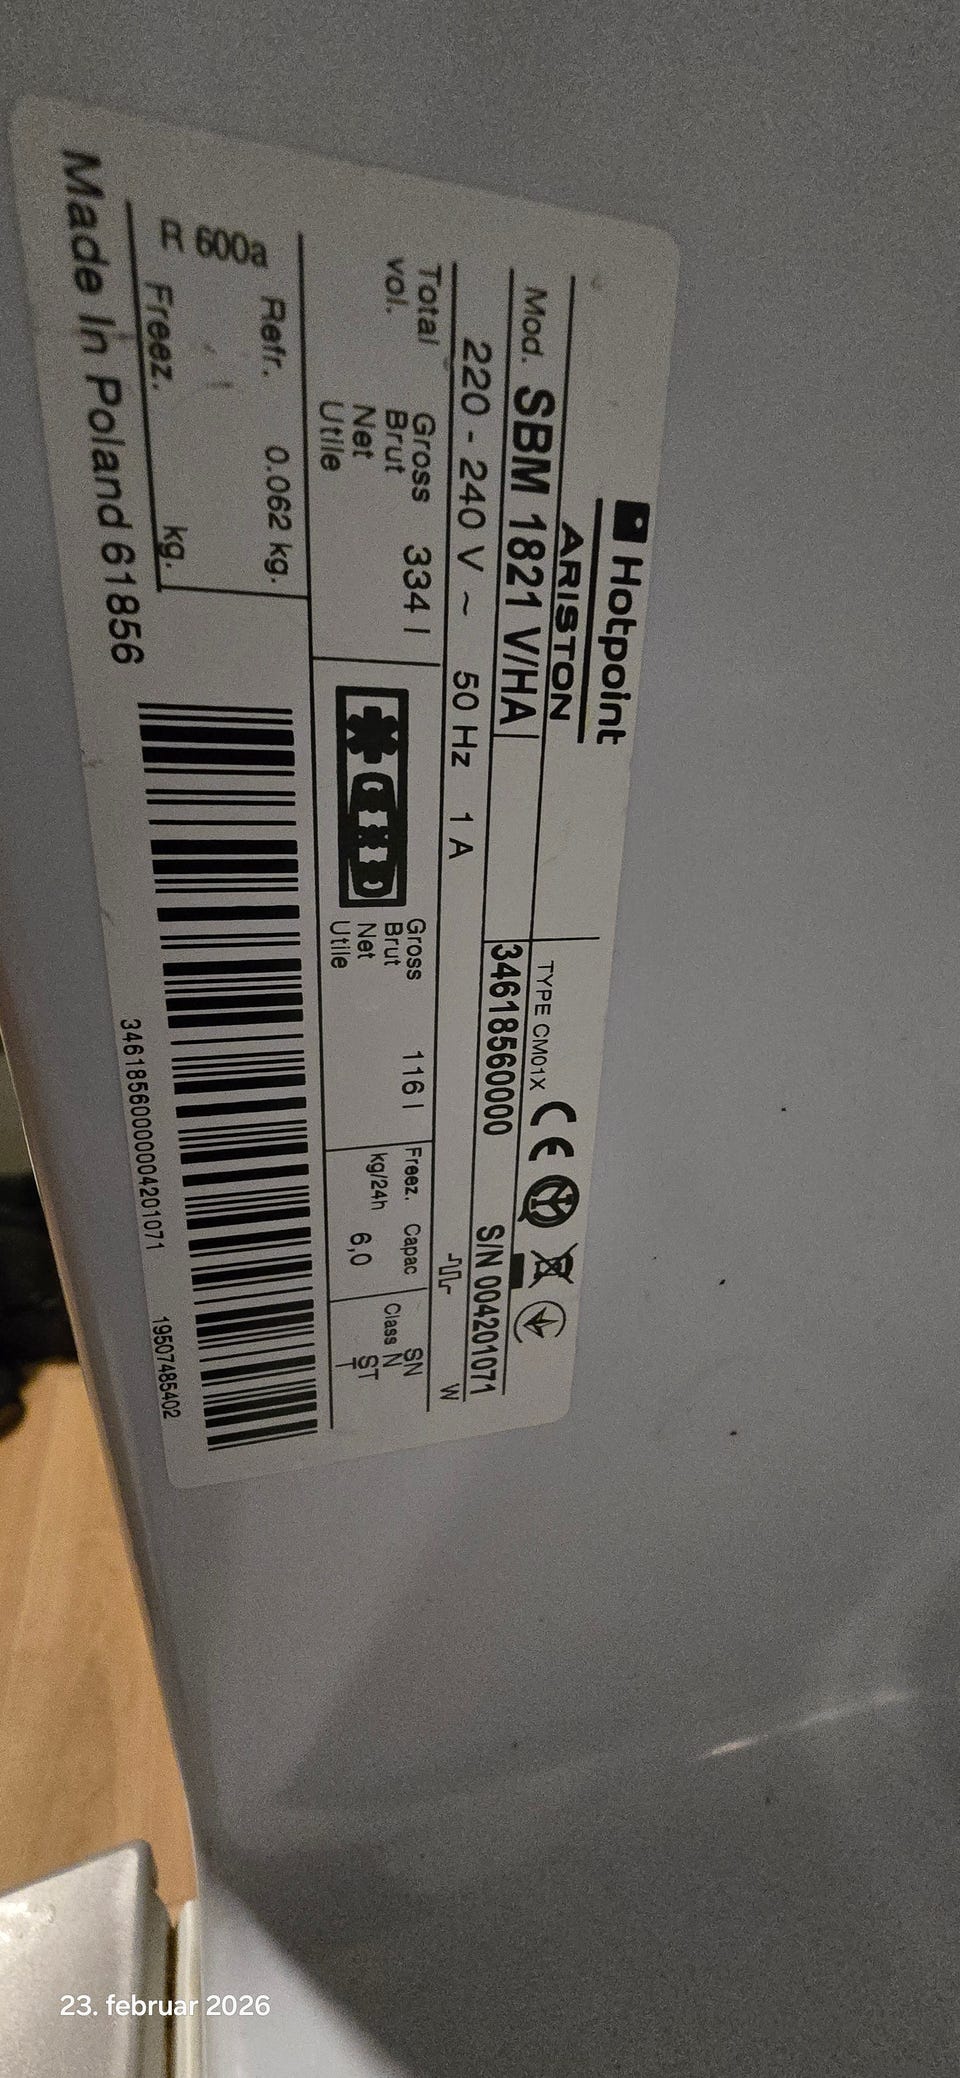 Hotpoint
ARISTON
TYPE CM01X CE
Mod. SBM 1821 V/HA 34618560000 S/N 004201071
220 - 240 V ~ 50 Hz 1 A W
Total Gross 334 l Gross 116 l Freez. Capac SN
vol. Brut Brut kg/24h 6,0 Class N
Net Net ST
Utile Utile T
Refr. 0.062 kg.
R 600a
Freez. kg.
Made In Poland 61856
346185600000004201071 19507485402
23. februar 2026